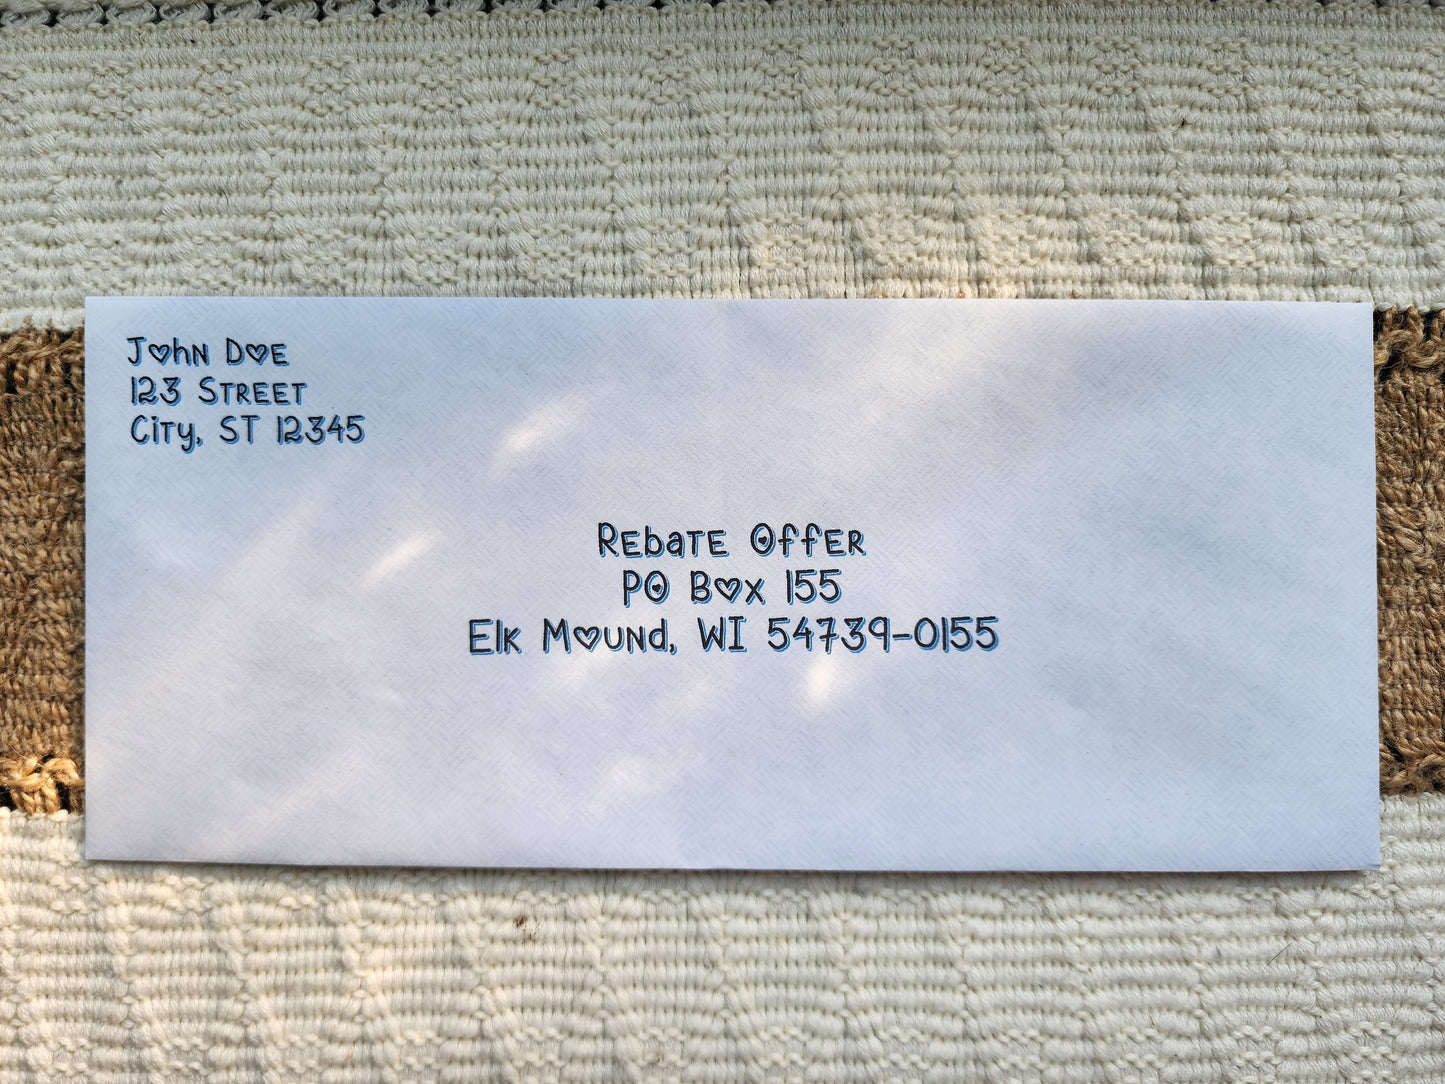 John Doe
123 Street
City, ST 12345
Rebate Offer
PO Box 155
Elk Mound, WI 54739-0155